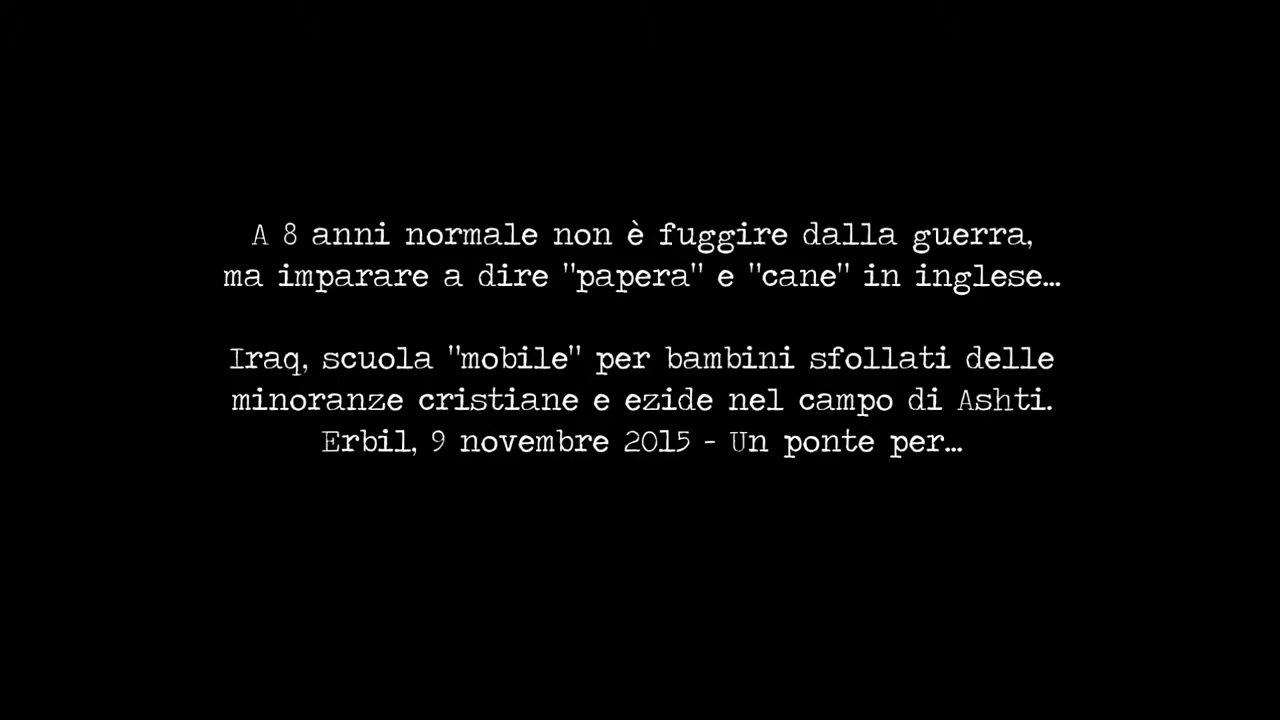 A 8 anni normale non è fuggire dalla guerra,
ma imparare a dire "papera" e "cane" in inglese...
Iraq, scuola "mobile" per bambini sfollati delle
minoranze cristiane e ezide nel campo di Ashti.
Erbil, 9 novembre 2015 - Un ponte per...